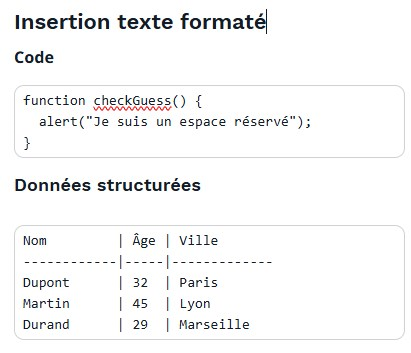 Insertion texte formaté
Code
function checkGuess() {
  alert("Je suis un espace réservé");
}
Données structurées
Nom         | Âge | Ville
------------|-----|-------------
Dupont      | 32  | Paris
Martin      | 45  | Lyon
Durand      | 29  | Marseille